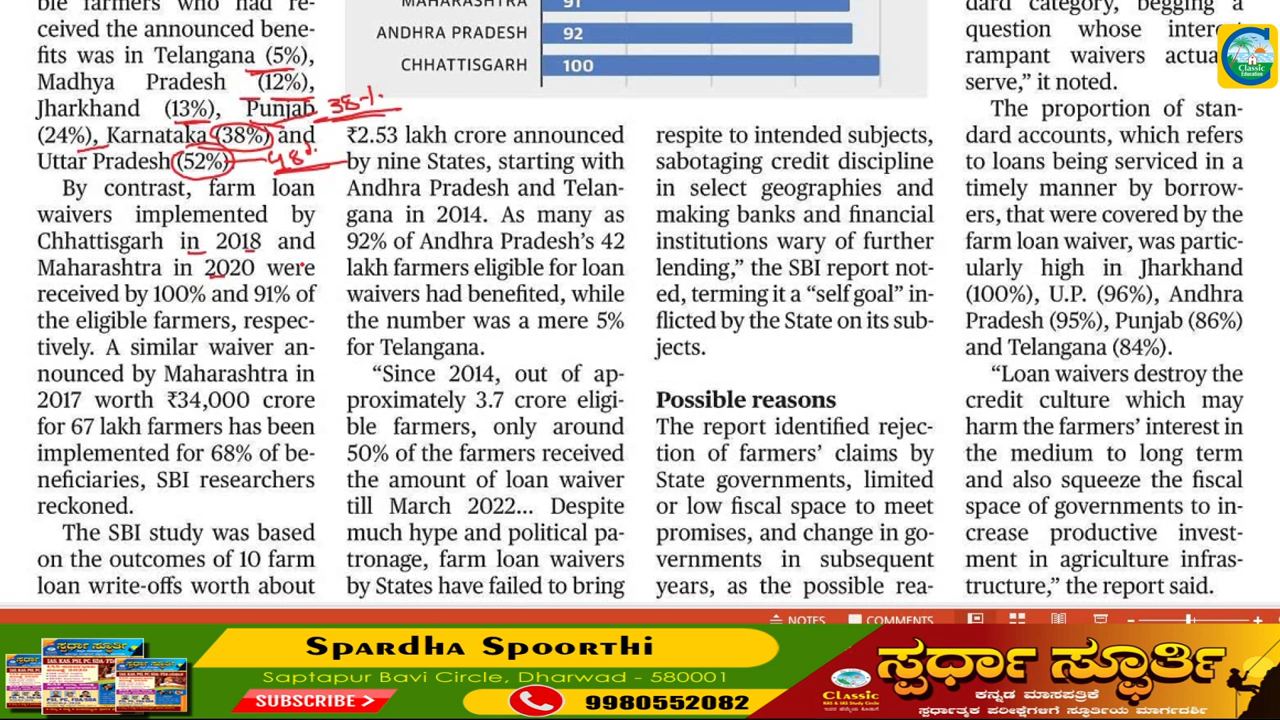 ble farmers who had re-
ceived the announced bene-
fits was in Telangana (5%),
Madhya Pradesh (12%),
Jharkhand (13%), Punjab
(24%), Karnataka (38%) and
Uttar Pradesh (52%)
38%
48%
By contrast, farm loan
waivers implemented by
Chhattisgarh in 2018 and
Maharashtra in 2020 were
received by 100% and 91% of
the eligible farmers, respec-
tively. A similar waiver an-
nounced by Maharashtra in
2017 worth ₹34,000 crore
for 67 lakh farmers has been
implemented for 68% of be-
neficiaries, SBI researchers
reckoned.
The SBI study was based
on the outcomes of 10 farm
loan write-offs worth about
MAHARASHTRA 91
ANDHRA PRADESH 92
CHHATTISGARH 100
₹2.53 lakh crore announced
by nine States, starting with
Andhra Pradesh and Telan-
gana in 2014. As many as
92% of Andhra Pradesh’s 42
lakh farmers eligible for loan
waivers had benefited, while
the number was a mere 5%
for Telangana.
“Since 2014, out of ap-
proximately 3.7 crore eligi-
ble farmers, only around
50% of the farmers received
the amount of loan waiver
till March 2022... Despite
much hype and political pa-
tronage, farm loan waivers
by States have failed to bring
respite to intended subjects,
sabotaging credit discipline
in select geographies and
making banks and financial
institutions wary of further
lending,” the SBI report not-
ed, terming it a “self goal” in-
flicted by the State on its sub-
jects.
Possible reasons
The report identified rejec-
tion of farmers’ claims by
State governments, limited
or low fiscal space to meet
promises, and change in go-
vernments in subsequent
years, as the possible rea-
dard category, begging a
question whose
rampant waivers
serve,” it noted.
The proportion of stan-
dard accounts, which refers
to loans being serviced in a
timely manner by borrow-
ers, that were covered by the
farm loan waiver, was partic-
ularly high in Jharkhand
(100%), U.P. (96%), Andhra
Pradesh (95%), Punjab (86%)
and Telangana (84%).
“Loan waivers destroy the
credit culture which may
harm the farmers’ interest in
the medium to long term
and also squeeze the fiscal
space of governments to in-
crease productive invest-
ment in agriculture infras-
tructure,” the report said.
Classic
Education
NOTES COMMENTS
Spardha Spoorthi
Saptapur Bavi Circle, Dharwad - 580001
SUBSCRIBE 9980552082
Classic
ಸ್ಪರ್ಧಾ ಸ್ಫೂರ್ತಿ
ಕನ್ನಡ ಮಾಸಪತ್ರಿಕೆ
ಸ್ಪರ್ಧಾತ್ಮಕ ಪರೀಕ್ಷೆಗಳಿಗೆ ಸ್ಫೂರ್ತಿಯ ಮಾರ್ಗದರ್ಶಿ